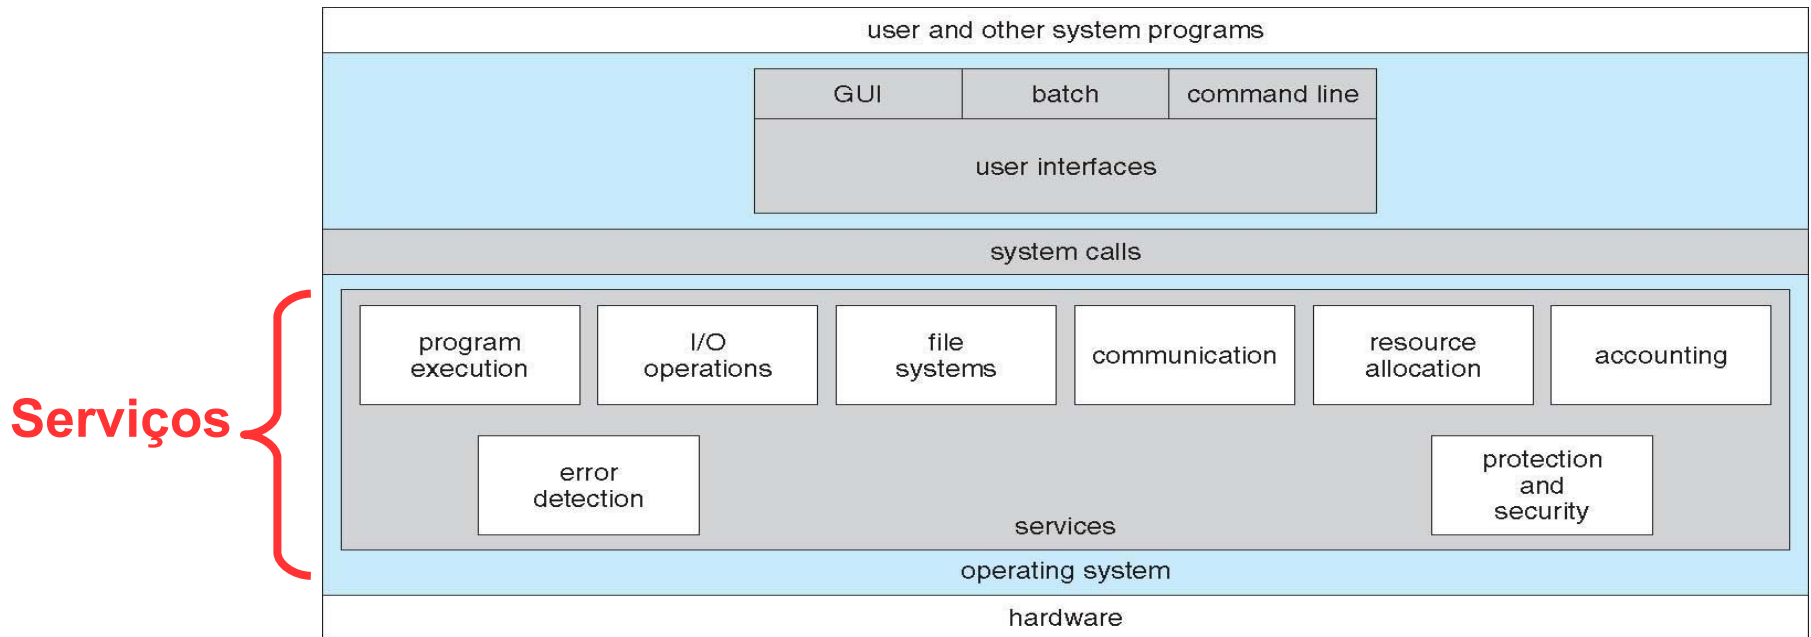 user and other system programs
GUI
batch
command line
user interfaces
system calls
program
execution
I/O
operations
file
systems
communication
resource
allocation
accounting
Serviços
error
detection
protection
and
security
services
operating system
hardware